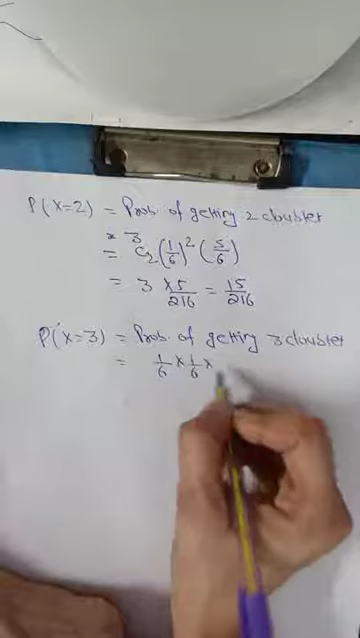 P(X=2) = Prob. of getting 2 doublet
= ³C₂ (1/6)² (5/6)
= 3 × 5/216 = 15/216
P(X=3) = Prob. of getting 3 doublet
= 1/6 × 1/6 ×